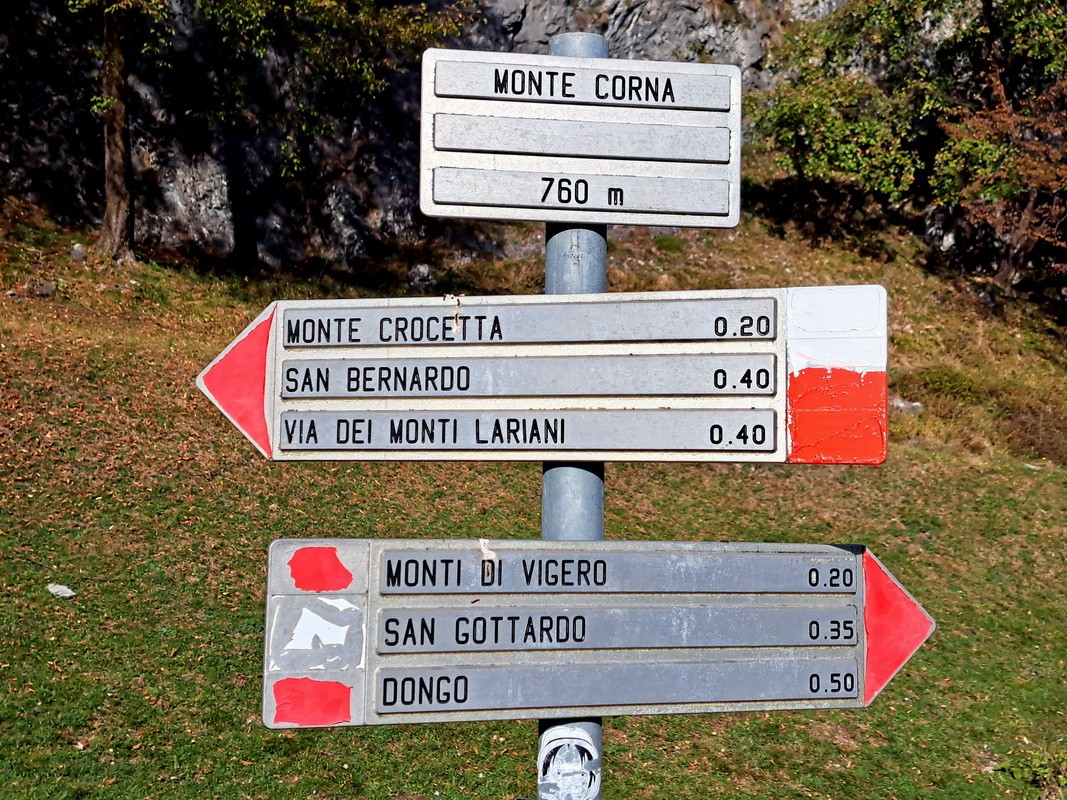 MONTE CORNA
760 m
MONTE CROCETTA 0.20
SAN BERNARDO 0.40
VIA DEI MONTI LARIANI 0.40
MONTI DI VIGERO 0.20
SAN GOTTARDO 0.35
DONGO 0.50